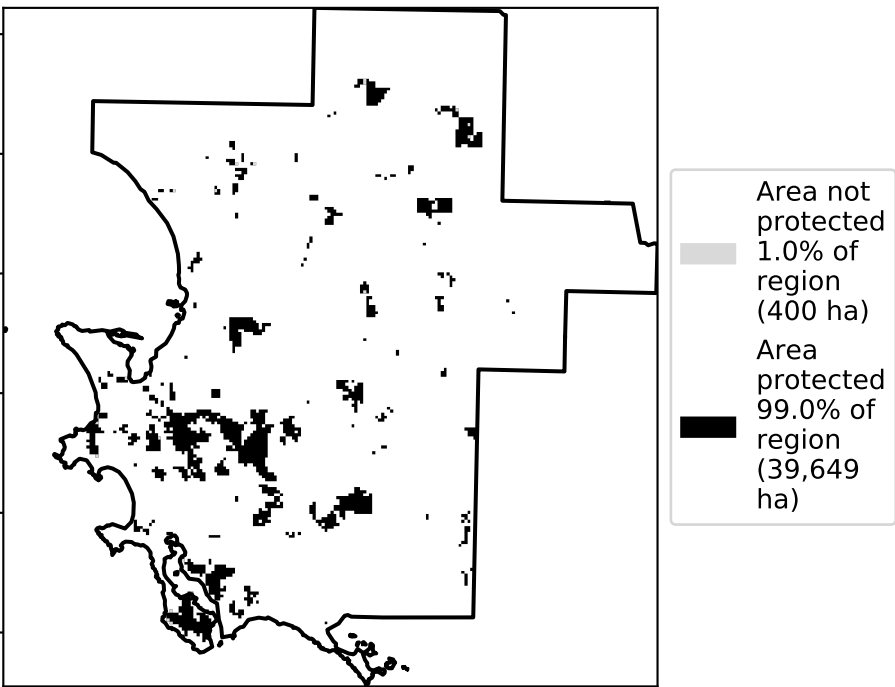 Area not
protected
1.0% of
region
(400 ha)
Area
protected
99.0% of
region
(39,649
ha)